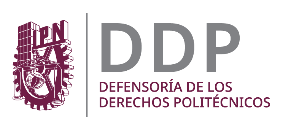 IPN
DDP
DEFENSORÍA DE LOS
DERECHOS POLITÉCNICOS